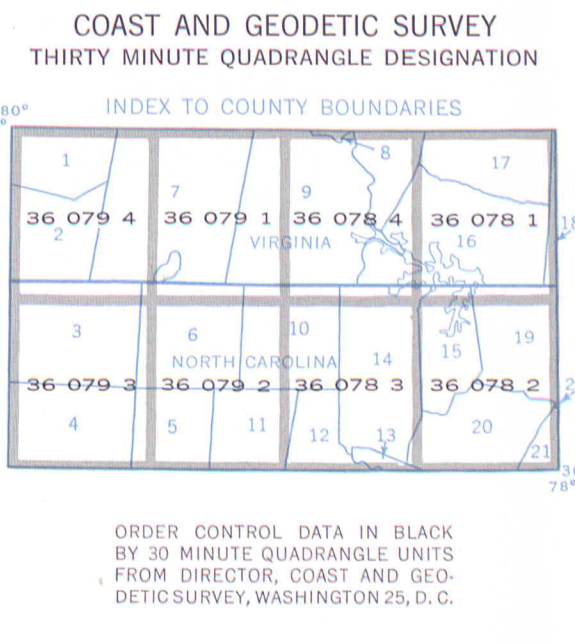 COAST AND GEODETIC SURVEY
THIRTY MINUTE QUADRANGLE DESIGNATION
80° INDEX TO COUNTY BOUNDARIES
1 8 17
7 9
36 079 4 36 079 1 36 078 4 36 078 1 18
2 VIRGINIA 16
3 6 10 15 19
NORTH CAROLINA 14
36 079 3 36 079 2 36 078 3 36 078 2
4 5 11 12 13 20
21
78°
ORDER CONTROL DATA IN BLACK
BY 30 MINUTE QUADRANGLE UNITS
FROM DIRECTOR, COAST AND GEO-
DETIC SURVEY, WASHINGTON 25, D. C.